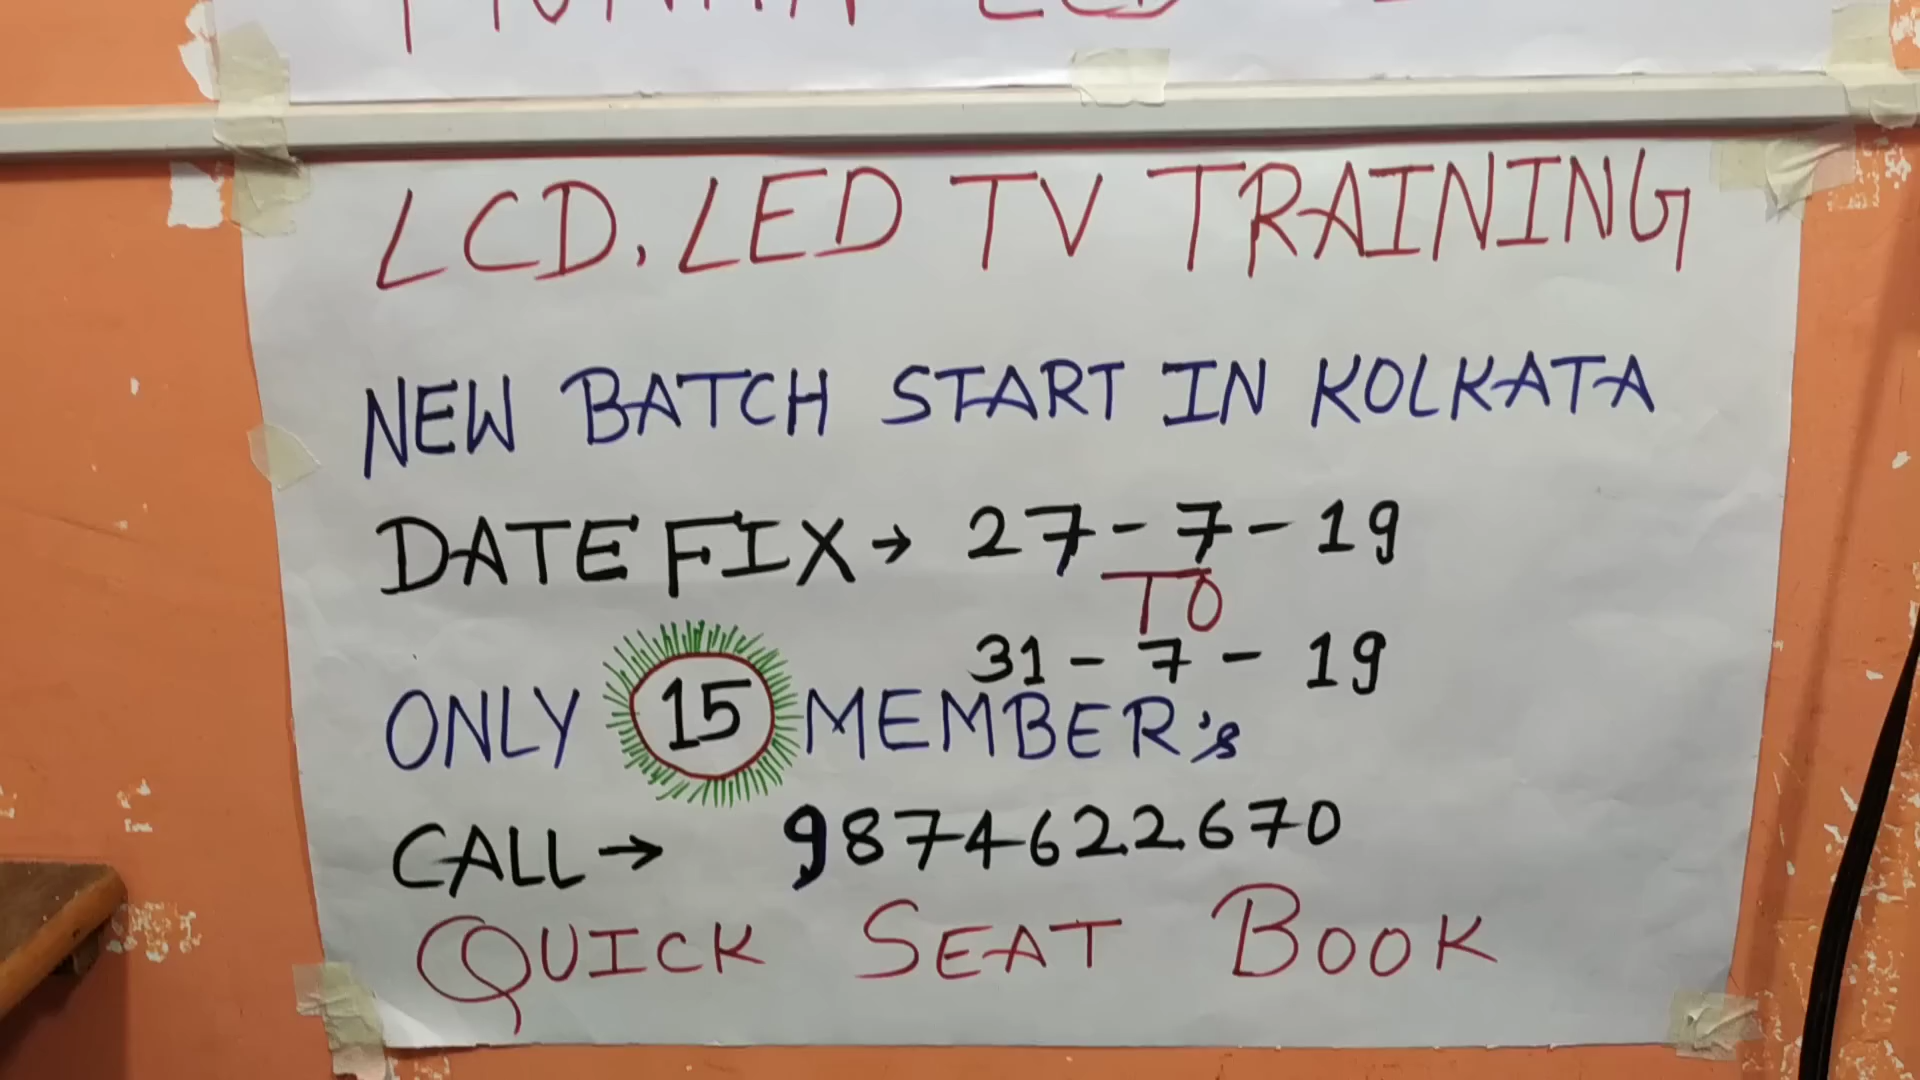 LCD. LED TV TRAINING
NEW BATCH START IN KOLKATA
DATE FIX → 27-7-19
TO
31-7-19
ONLY 15 MEMBER's
CALL → 9874622670
QUICK SEAT BOOK